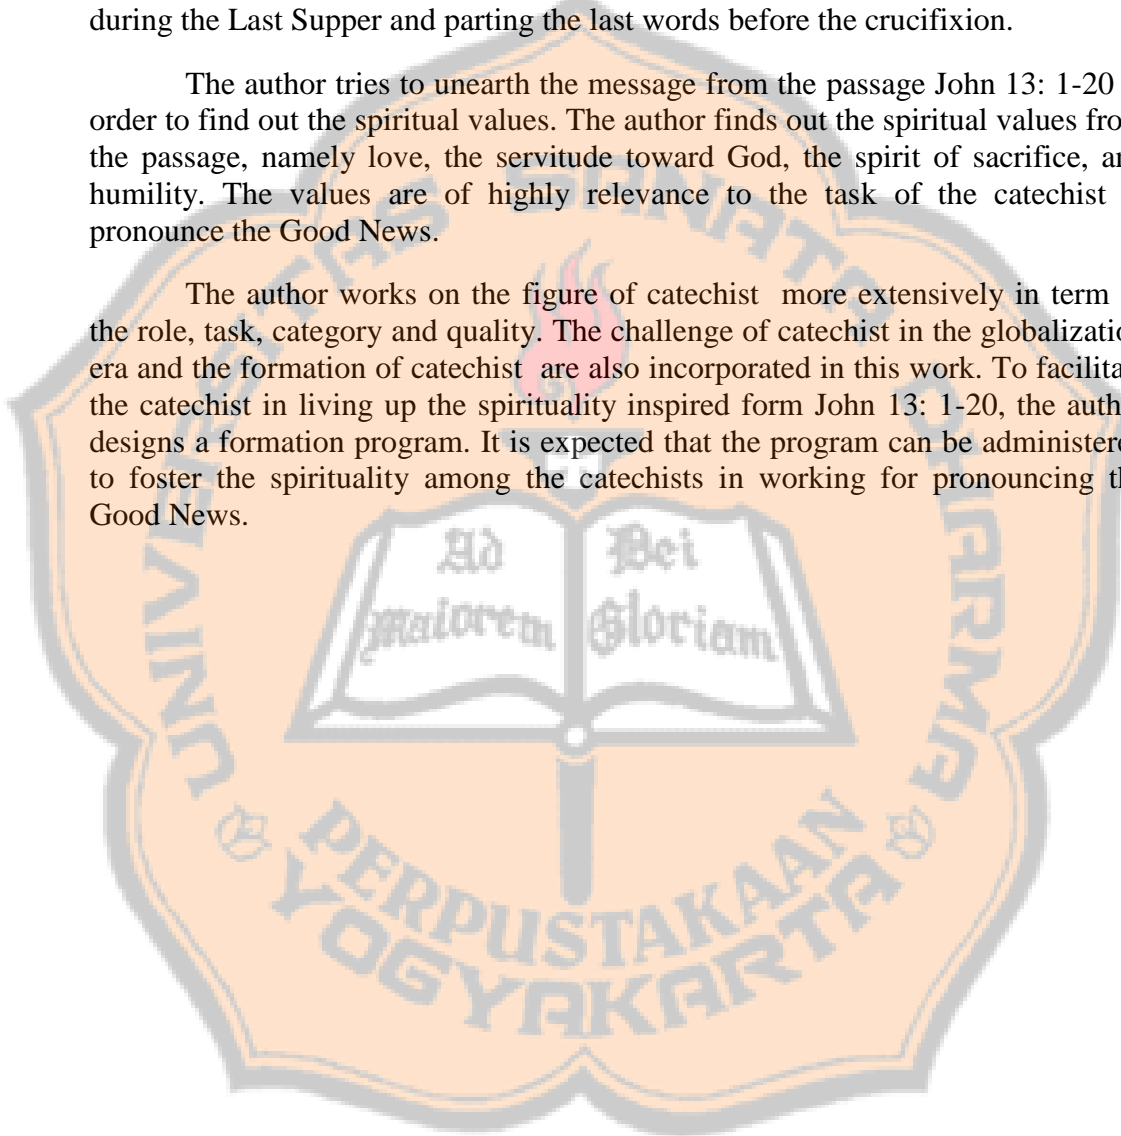 during the Last Supper and parting the last words before the crucifixion.
The author tries to unearth the message from the passage John 13: 1-20
order to find out the spiritual values. The author finds out the spiritual values fro
the passage, namely love, the servitude toward God, the spirit of sacrifice, an
humility. The values are of highly relevance to the task of the catechist
pronounce the Good News.
The author works on the figure of catechist more extensively in term
the role, task, category and quality. The challenge of catechist in the globalizatio
era and the formation of catechist are also incorporated in this work. To facilita
the catechist in living up the spirituality inspired form John 13: 1-20, the auth
designs a formation program. It is expected that the program can be administere
to foster the spirituality among the catechists in working for pronouncing th
Good News.
UNIVERSITAS SANATA DHARMA
Ad
maiorem
Dei
Gloriam
PERPUSTAKAAN
YOGYAKARTA